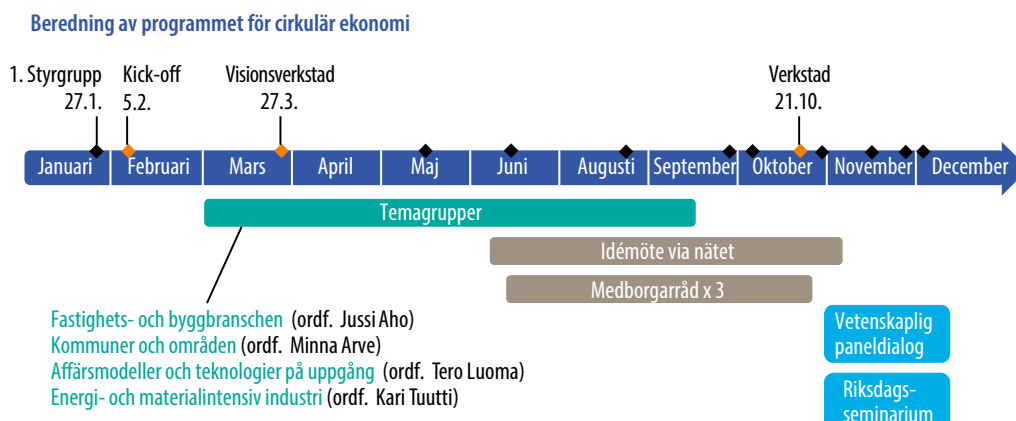 Beredning av programmet för cirkulär ekonomi
1. Styrgrupp
27.1.
Kick-off
5.2.
Visionsverkstad
27.3.
Verkstad
21.10.
Januari
Februari
Mars
April
Maj
Juni
Augusti
September
Oktober
November
December
Temagrupper
Idémöte via nätet
Medborgarråd x 3
Fastighets- och byggbranschen (ordf. Jussi Aho)
Kommuner och områden (ordf. Minna Arve)
Affärsmodeller och teknologier på uppgång (ordf. Tero Luoma)
Energi- och materialintensiv industri (ordf. Kari Tuutti)
Vetenskaplig
paneldialog
Riksdags-
seminarium